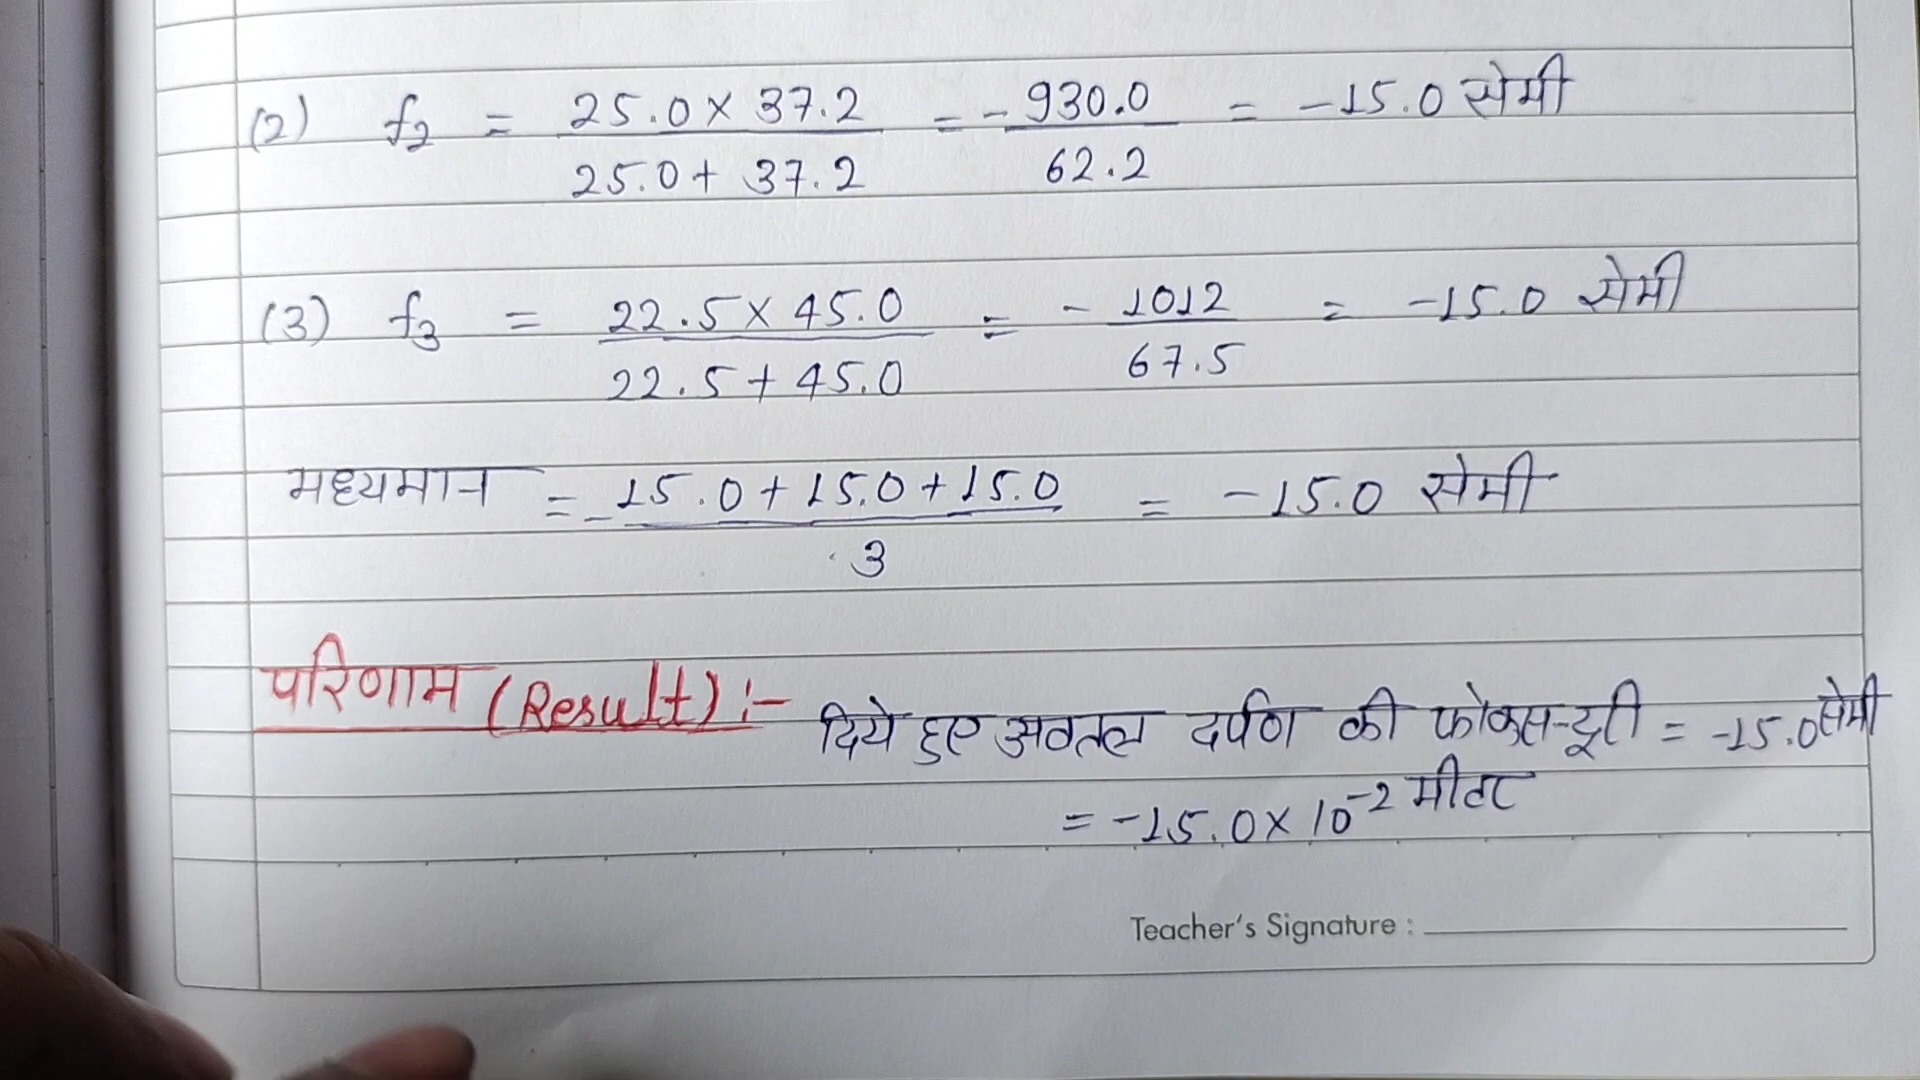 (2) f₂ = 25.0 × 37.2 / 25.0 + 37.2 = - 930.0 / 62.2 = -15.0 सेमी
(3) f₃ = 22.5 × 45.0 / 22.5 + 45.0 = - 1012 / 67.5 = -15.0 सेमी
मध्यमान = - 15.0 + 15.0 + 15.0 / 3 = -15.0 सेमी
परिणाम (Result) :- दिये हुए अवतल दर्पण की फोकस-दूरी = -15.0 सेमी
= -15.0 × 10⁻² मीटर
Teacher's Signature :